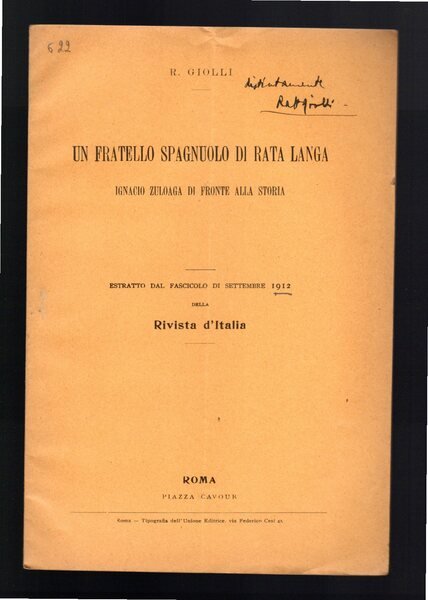 622
R. GIOLLI
distintamente
Raff Giolli
UN FRATELLO SPAGNUOLO DI RATA LANGA
IGNACIO ZULOAGA DI FRONTE ALLA STORIA
ESTRATTO DAL FASCICOLO DI SETTEMBRE 1912
DELLA
Rivista d'Italia
ROMA
PIAZZA CAVOUR
Roma — Tipografia dell'Unione Editrice, via Federico Cesi 45